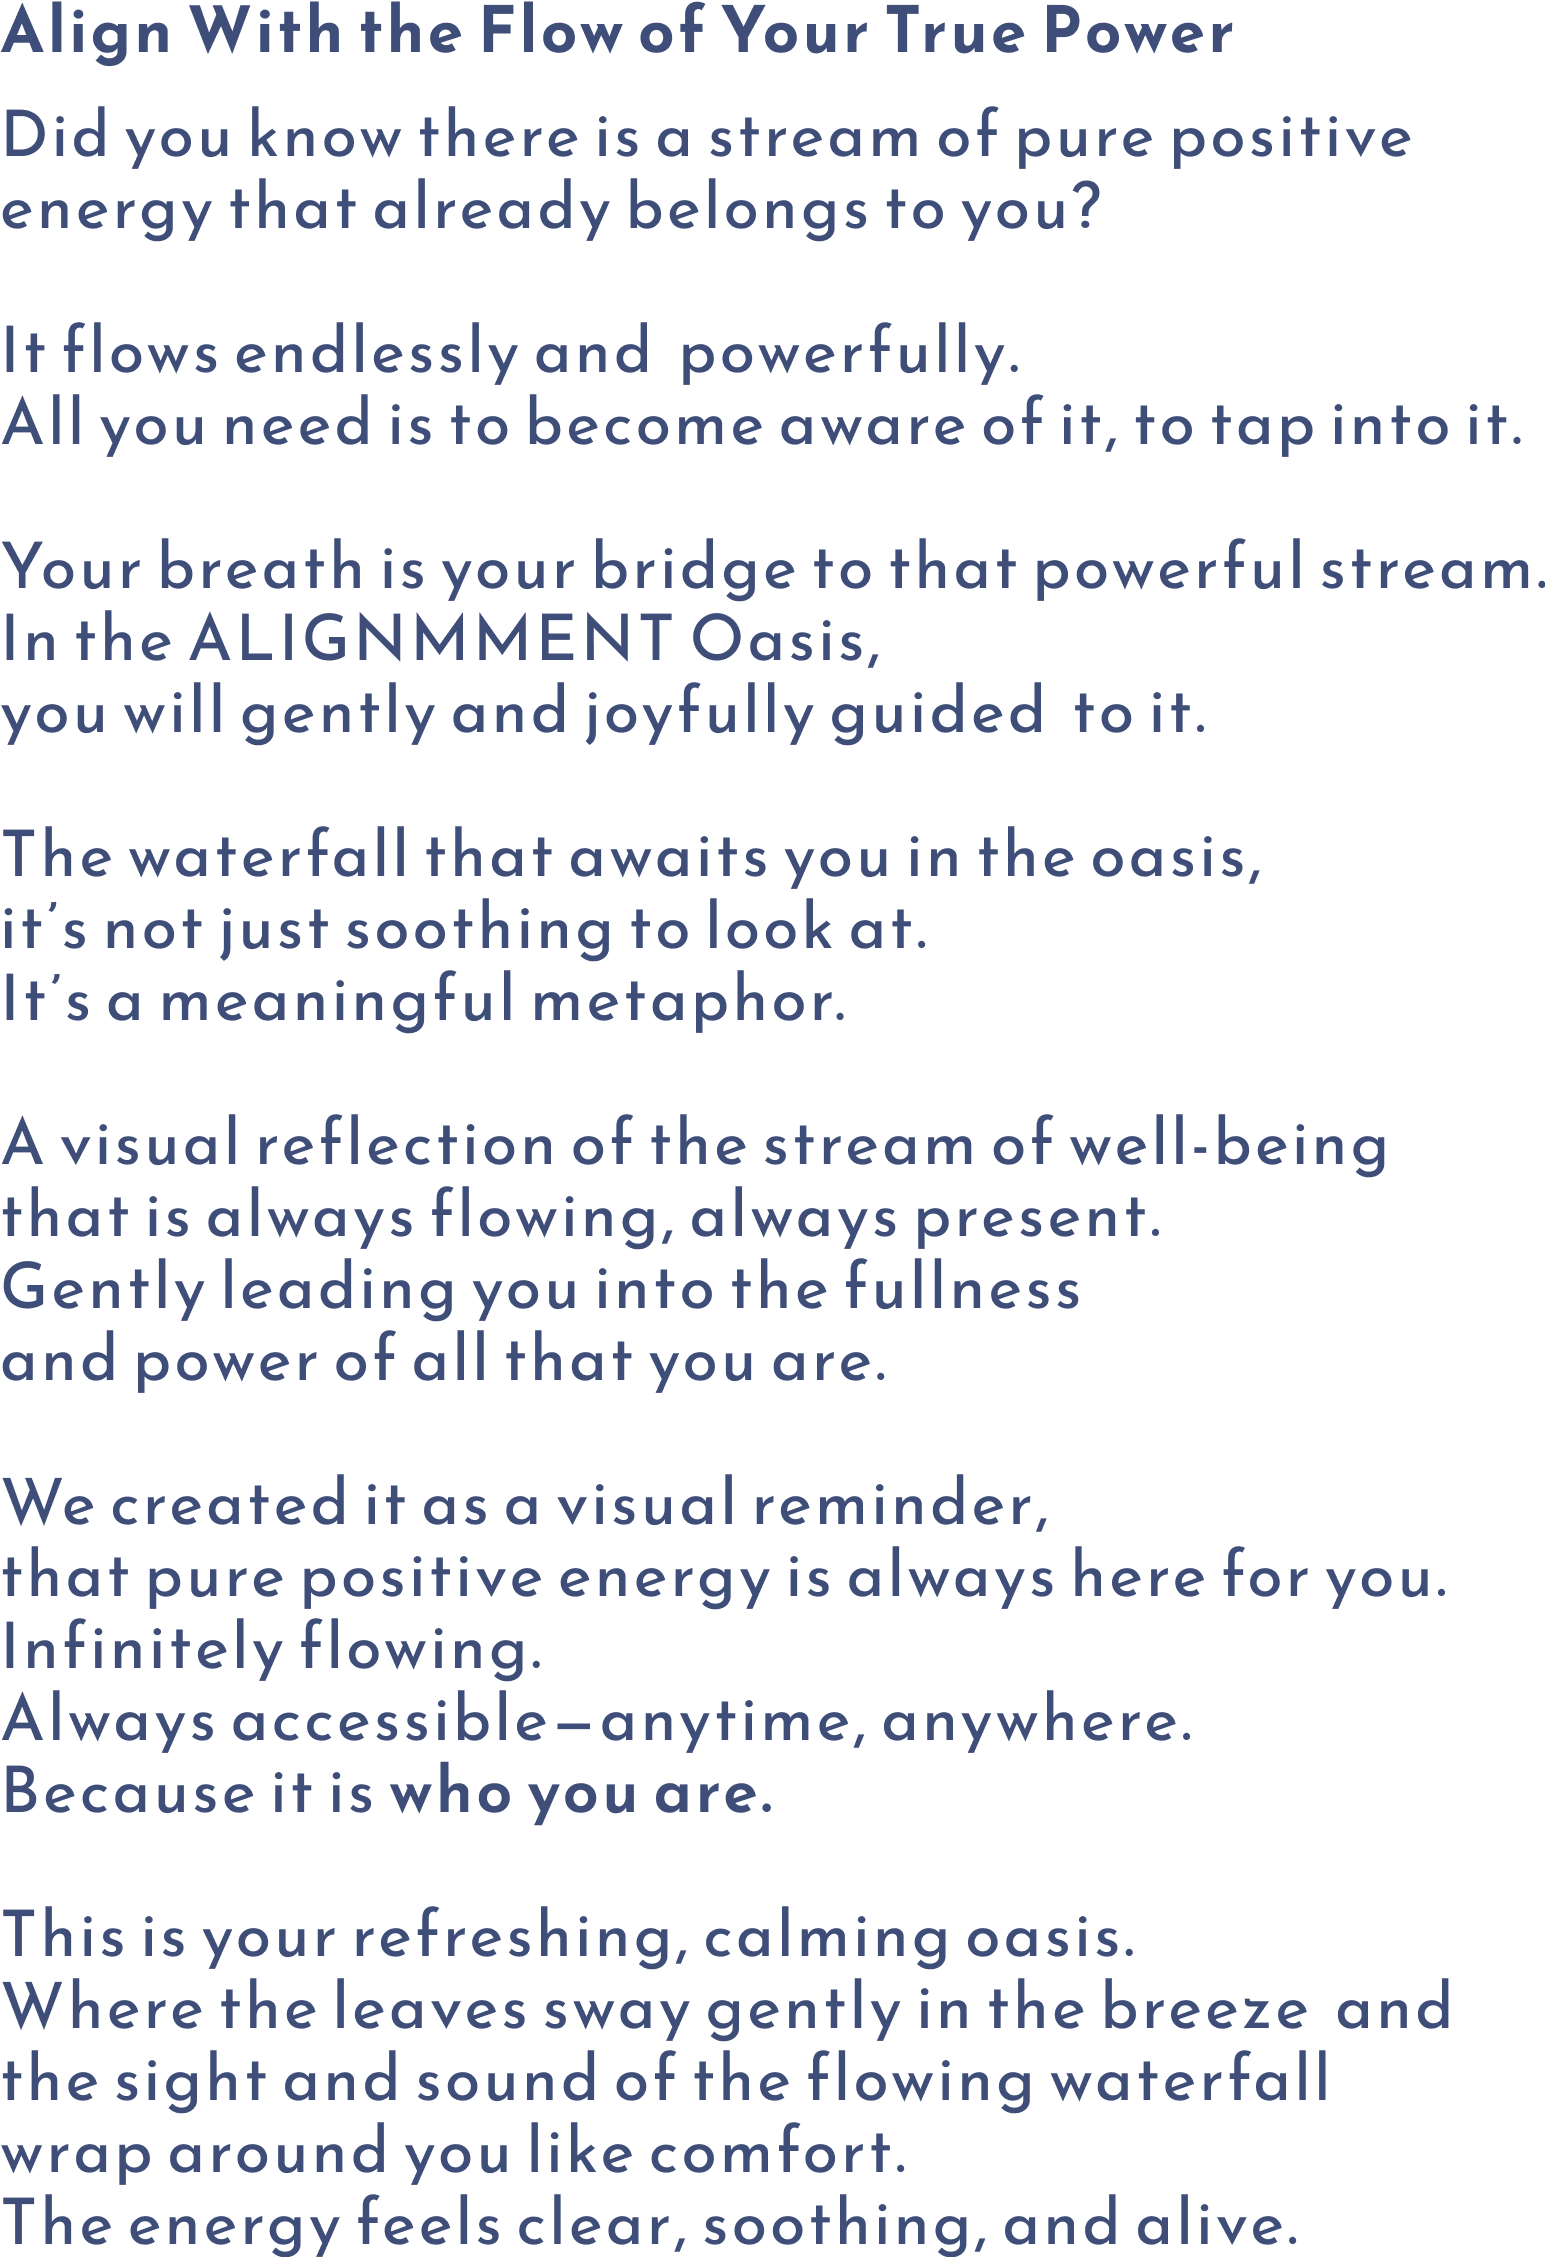 Align With the Flow of Your True Power
Did you know there is a stream of pure positive
energy that already belongs to you?
It flows endlessly and  powerfully.
All you need is to become aware of it, to tap into it.
Your breath is your bridge to that powerful stream.
In the ALIGNMMENT Oasis,
you will gently and joyfully guided  to it.
The waterfall that awaits you in the oasis,
it’s not just soothing to look at.
It’s a meaningful metaphor.
A visual reflection of the stream of well-being
that is always flowing, always present.
Gently leading you into the fullness
and power of all that you are.
We created it as a visual reminder,
that pure positive energy is always here for you.
Infinitely flowing.
Always accessible—anytime, anywhere.
Because it is who you are.
This is your refreshing, calming oasis.
Where the leaves sway gently in the breeze  and
the sight and sound of the flowing waterfall
wrap around you like comfort.
The energy feels clear, soothing, and alive.